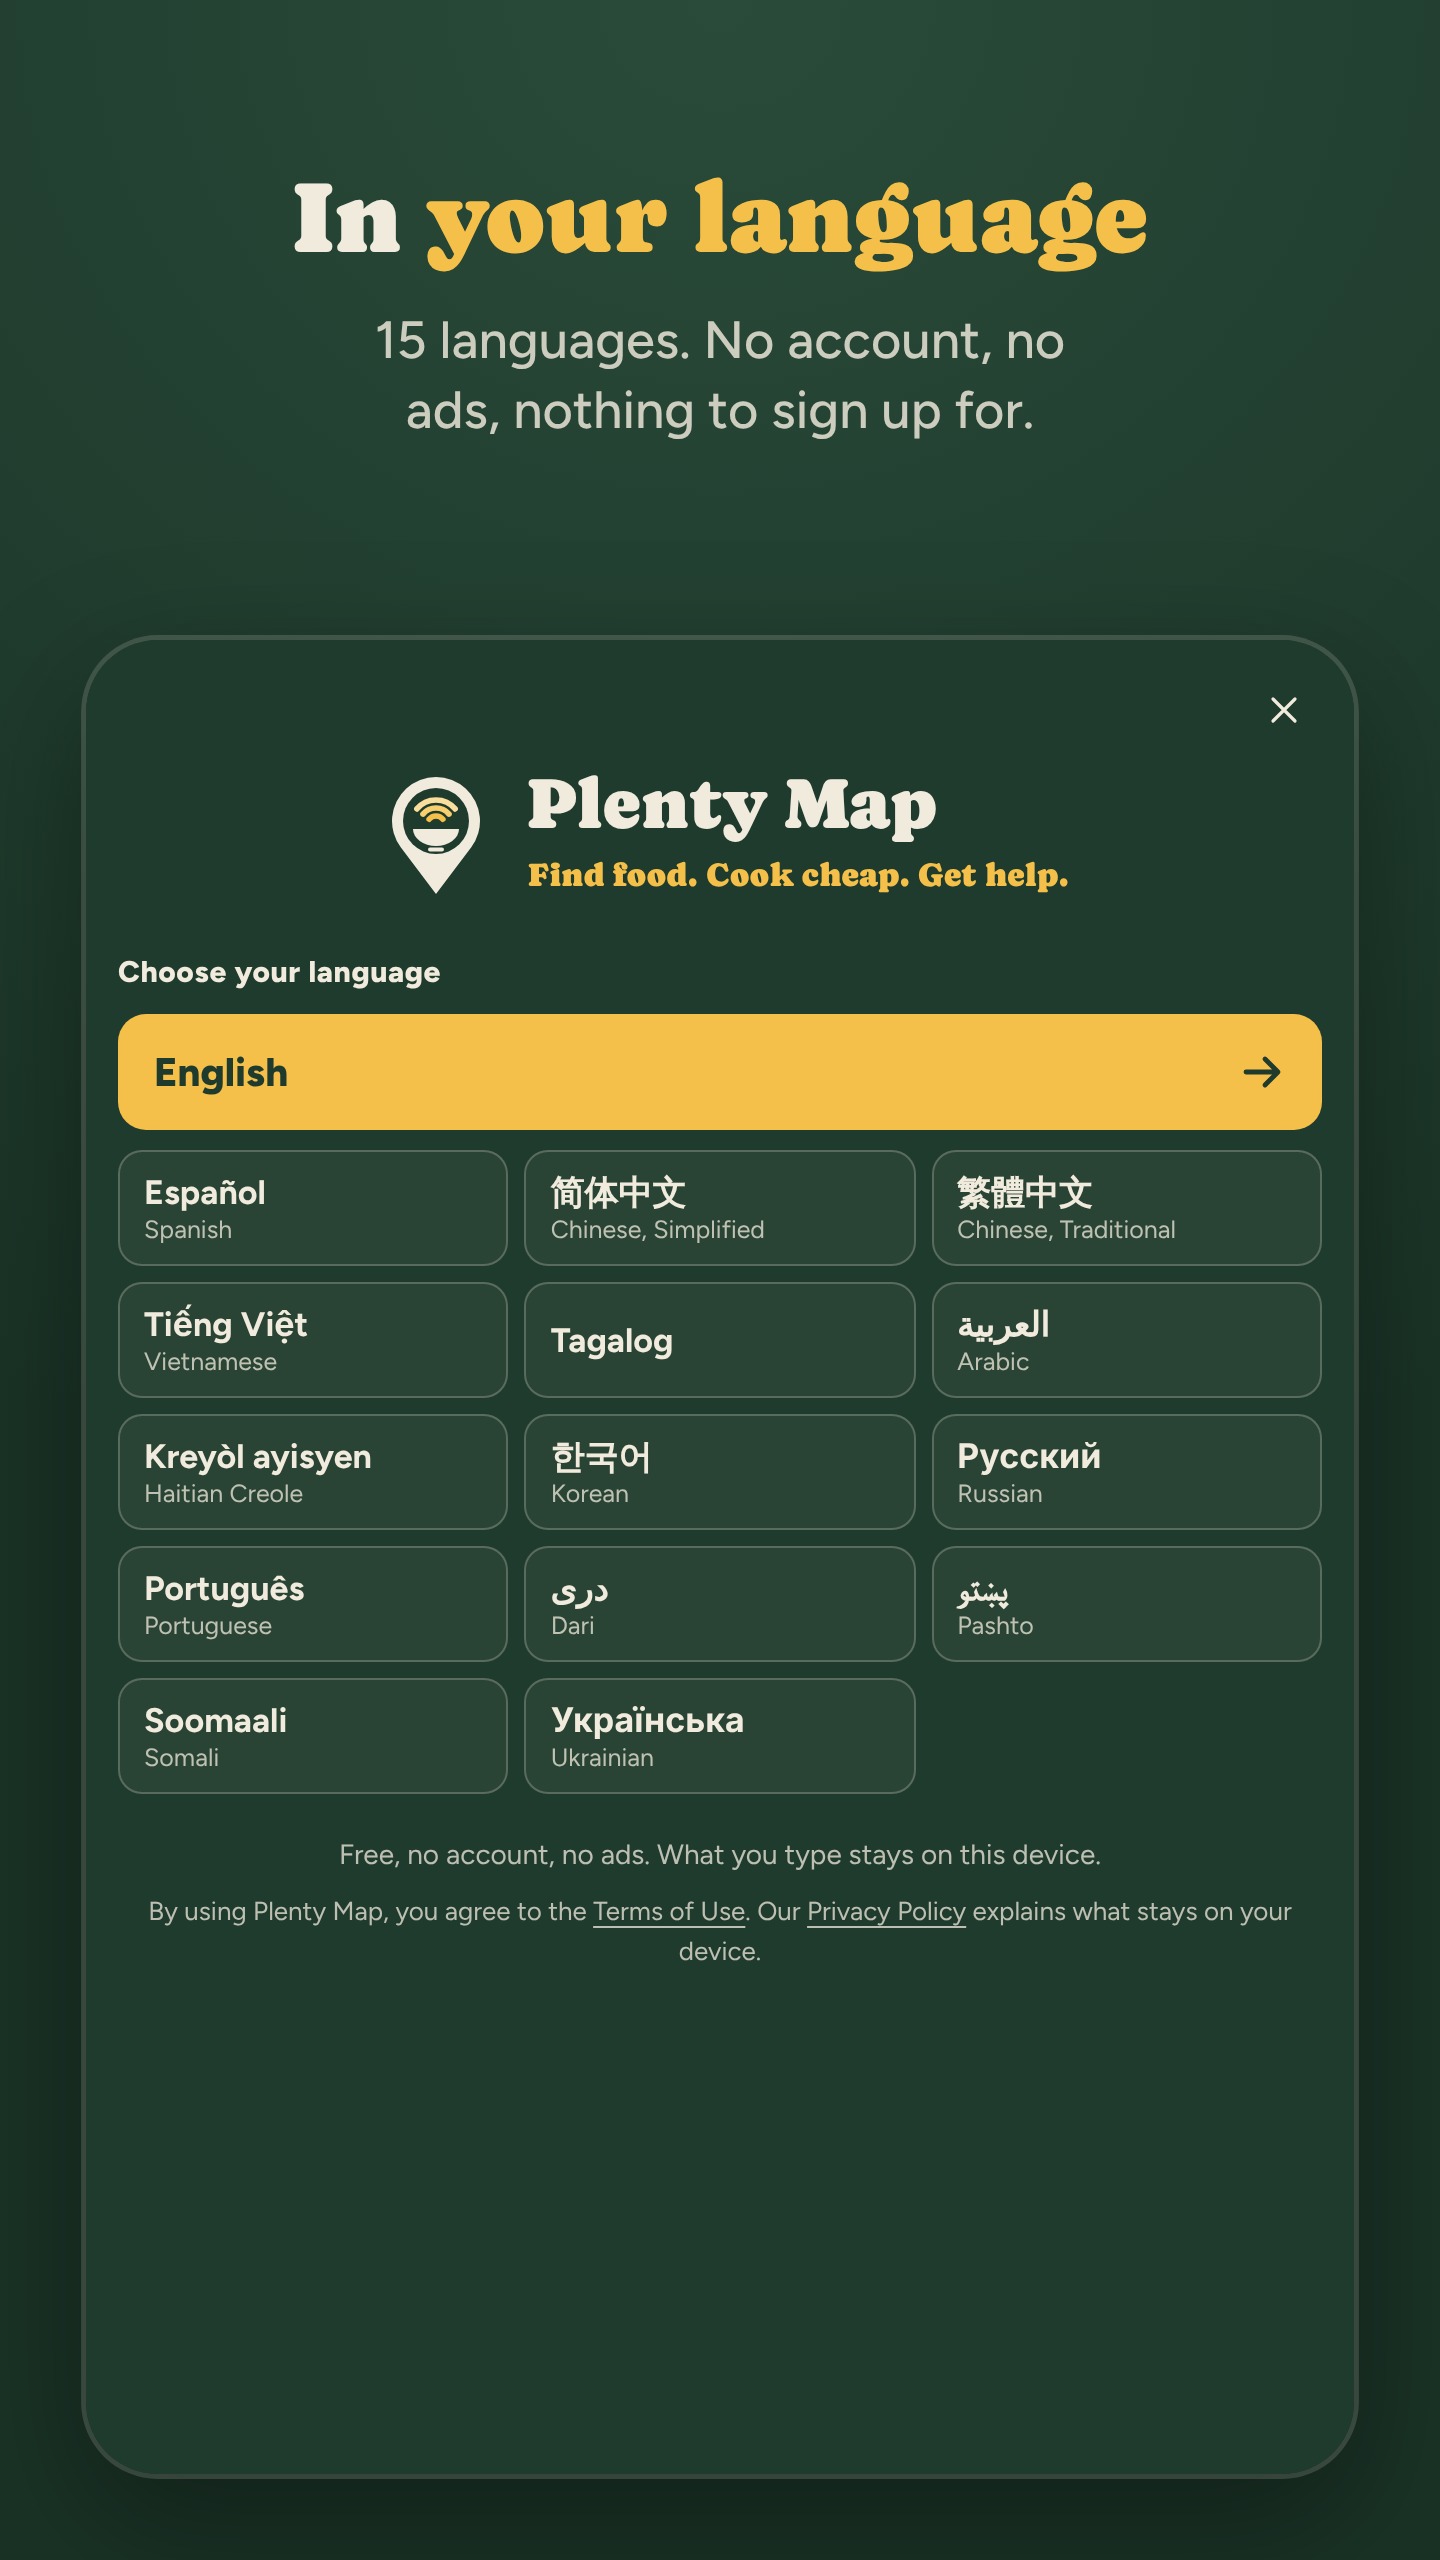 In your language
15 languages. No account, no
ads, nothing to sign up for.
Plenty Map
Find food. Cook cheap. Get help.
Choose your language
English
Español
Spanish
简体中文
Chinese, Simplified
繁體中文
Chinese, Traditional
Tiếng Việt
Vietnamese
Tagalog
العربية
Arabic
Kreyòl ayisyen
Haitian Creole
한국어
Korean
Русский
Russian
Português
Portuguese
دری
Dari
پښتو
Pashto
Soomaali
Somali
Українська
Ukrainian
Free, no account, no ads. What you type stays on this device.
By using Plenty Map, you agree to the Terms of Use. Our Privacy Policy explains what stays on your
device.